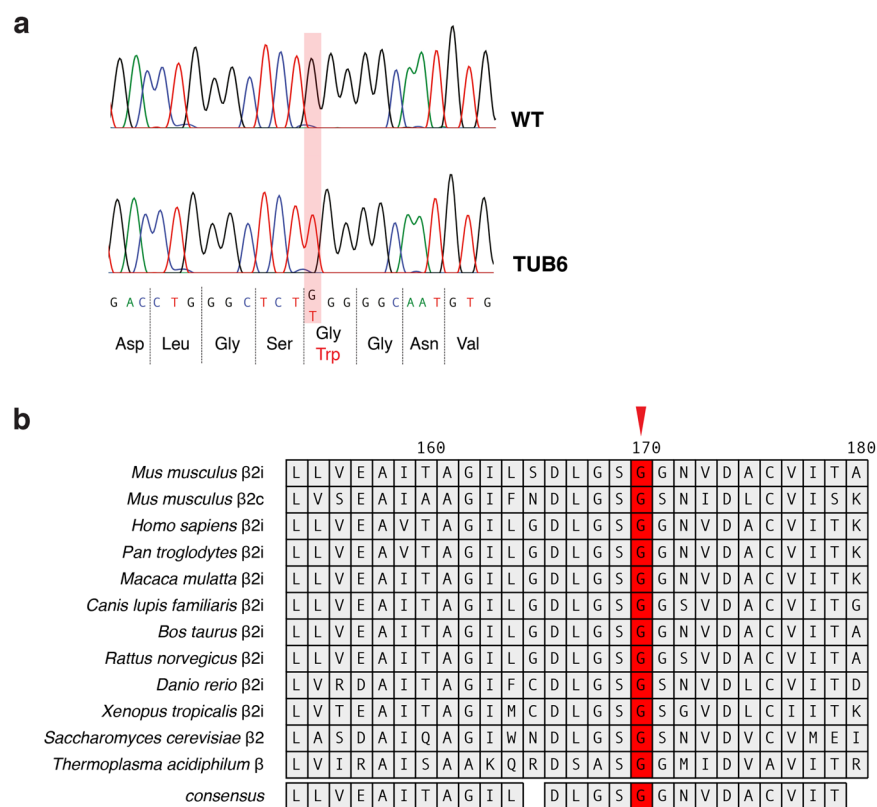 a
WT
TUB6
G A C C T G G G C T C T G G G G G C A A T G T G
T
Asp Leu Gly Ser Gly Gly Asn Val
Trp
b
160 170 180
Mus musculus β2i L L V E A I T A G I L S D L G S G G N V D A C V I T A
Mus musculus β2c L V S E A I A A G I F N D L G S G S N I D L C V I S K
Homo sapiens β2i L L V E A V T A G I L G D L G S G G N V D A C V I T K
Pan troglodytes β2i L L V E A V T A G I L G D L G S G G N V D A C V I T K
Macaca mulatta β2i L L V E A I T A G I L G D L G S G G N V D A C V I T K
Canis lupis familiaris β2i L L V E A I T A G I L G D L G S G G S V D A C V I T G
Bos taurus β2i L L V E A I T A G I L G D L G S G G N V D A C V I T A
Rattus norvegicus β2i L L V E A I T A G I L G D L G S G G S V D A C V I T A
Danio rerio β2i L V R D A I T A G I F C D L G S G S N V D L C V I T D
Xenopus tropicalis β2i L V T E A I T A G I M C D L G S G S G V D L C I I T K
Saccharomyces cerevisiae β2 L A S D A I Q A G I W N D L G S G S N V D V C V M E I
Thermoplasma acidiphilum β L V I R A I S A A K Q R D S A S G G M I D V A V I T R
consensus L L V E A I T A G I L D L G S G G N V D A C V I T